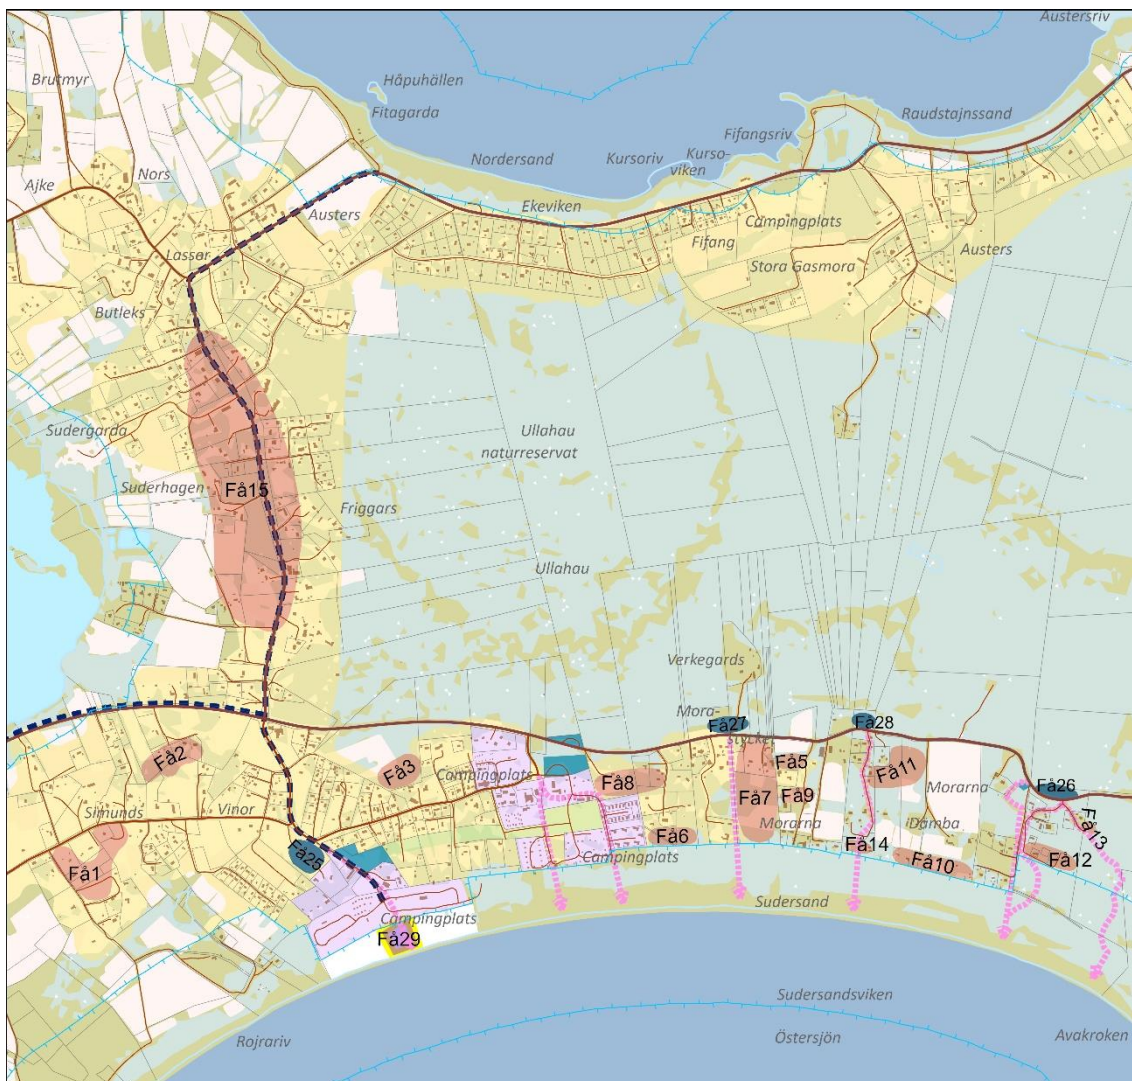 Austersriv
Brutmyr
Håpuhällen
Fitagarda
Raudstajnssand
Fifangsriv
Nordersand
Kursoriv
Kurso-
viken
Nors
Ajke
Ekeviken
Austers
Campingplats
Fifang
Austers
Lassor
Stora Gasmora
Butleks
Sudergarda
Ullahau
naturreservat
Suderhagen
Få15
Friggars
Ullahau
Verkegards
Mora-
stycke
Få27
Få28
Få2
Få3
Campingplats
Få8
Få5
Få11
Morarna
Få26
Simunds
Vinor
Få7
Få9
Morarna
Dämba
Få13
Få6
Få14
Få25
Campingplats
Få10
Få12
Få1
Sudersand
Campingplats
Få29
Sudersandsviken
Rojrariv
Östersjön
Avakroken